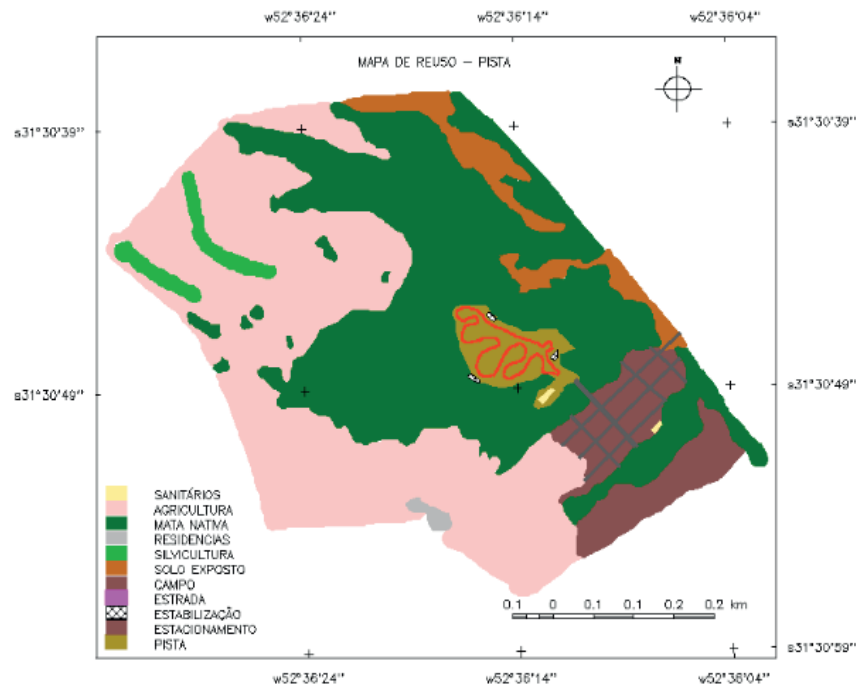 w52°36'24'' w52°36'14'' w52°36'04''
MAPA DE REUSO – PISTA
N
s31°30'39'' s31°30'39''
s31°30'49'' s31°30'49''
SANITÁRIOS
AGRICULTURA
MATA NATIVA
RESIDENCIAS
SILVICULTURA
SOLO EXPOSTO
CAMPO
ESTRADA
ESTABILIZAÇÃO
ESTACIONAMENTO
PISTA
0.1 0 0.1 0.1 0.2 0.2 km
s31°30'59''
w52°36'24'' w52°36'14'' w52°36'04''